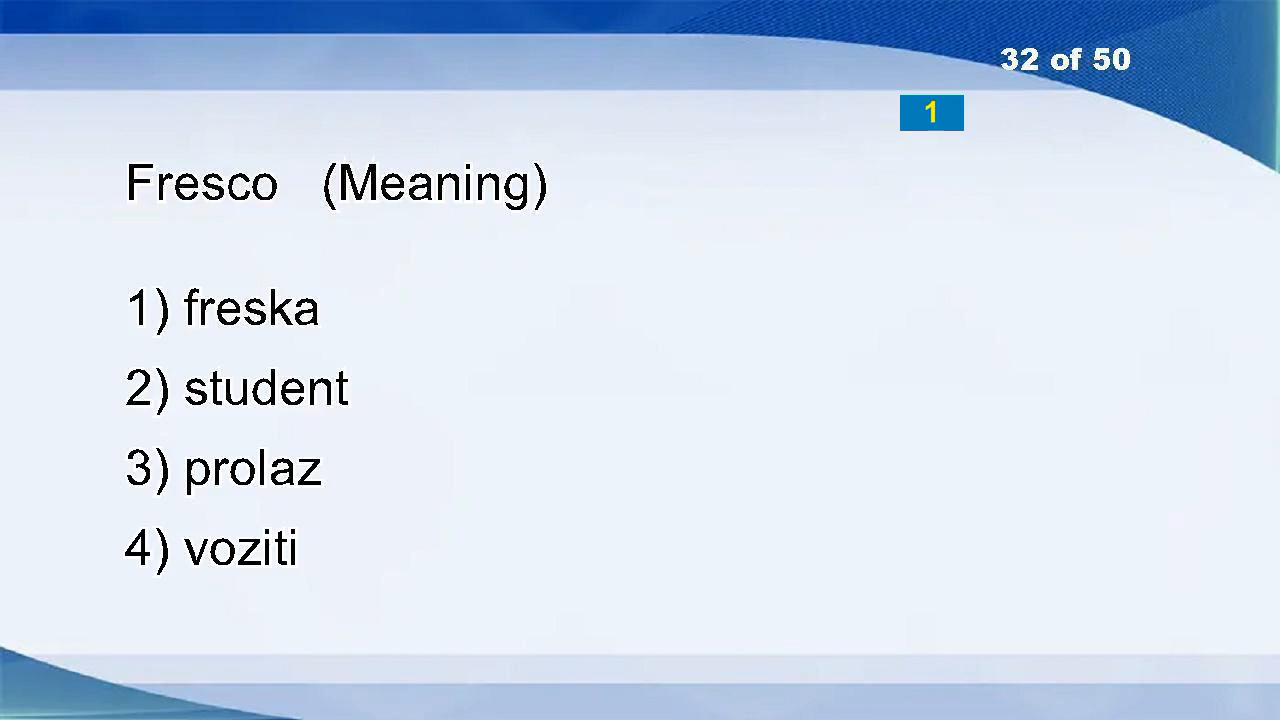 32 of 50
1
Fresco (Meaning)
1) freska
2) student
3) prolaz
4) voziti